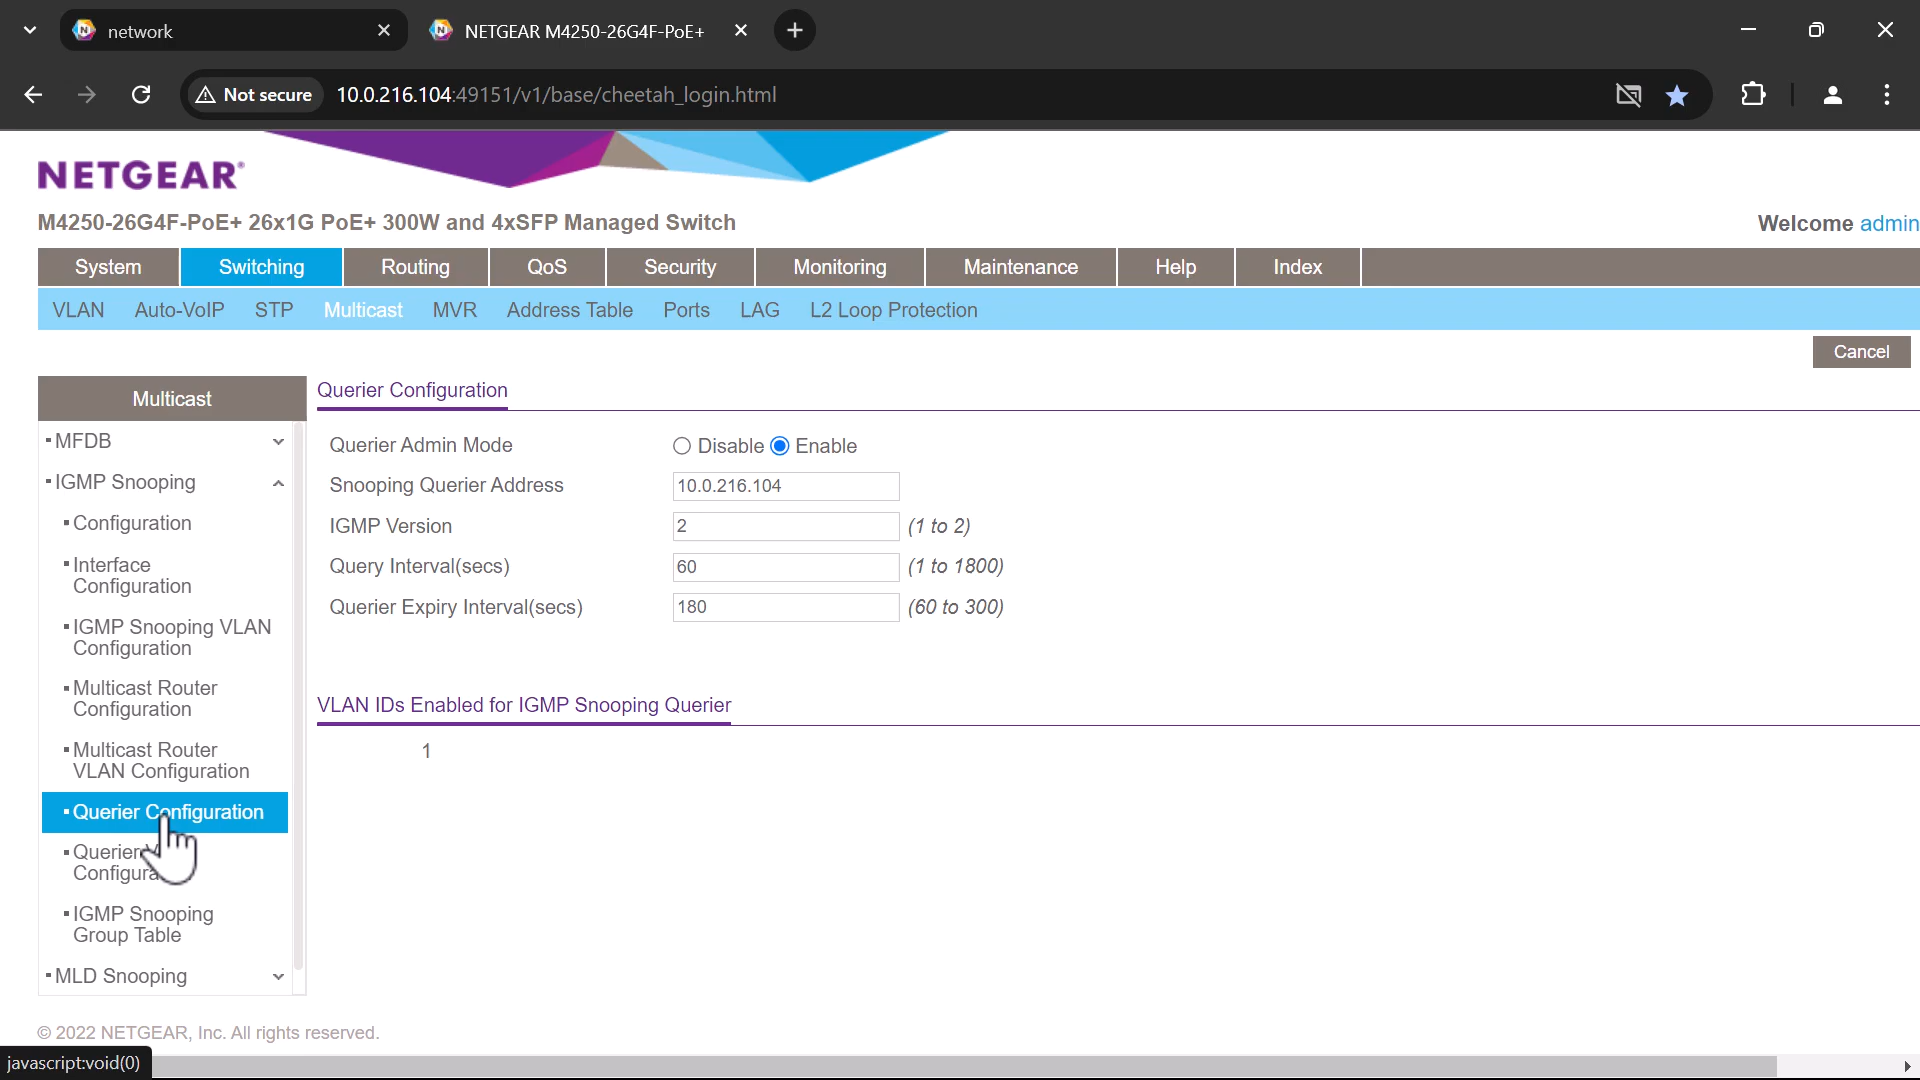 network
NETGEAR M4250-26G4F-PoE+
Not secure
10.0.216.104:49151/v1/base/cheetah_login.html
NETGEAR®
M4250-26G4F-PoE+ 26x1G PoE+ 300W and 4xSFP Managed Switch
Welcome admin
System Switching Routing QoS Security Monitoring Maintenance Help Index
VLAN Auto-VoIP STP Multicast MVR Address Table Ports LAG L2 Loop Protection
Cancel
Multicast
MFDB
IGMP Snooping
Configuration
Interface
Configuration
IGMP Snooping VLAN
Configuration
Multicast Router
Configuration
Multicast Router
VLAN Configuration
Querier Configuration
Querier
IGMP Snooping
Group Table
MLD Snooping
Querier Configuration
Querier Admin Mode Disable Enable
Snooping Querier Address 10.0.216.104
IGMP Version 2 (1 to 2)
Query Interval(secs) 60 (1 to 1800)
Querier Expiry Interval(secs) 180 (60 to 300)
VLAN IDs Enabled for IGMP Snooping Querier
1
© 2022 NETGEAR, Inc. All rights reserved.
javascript:void(0)